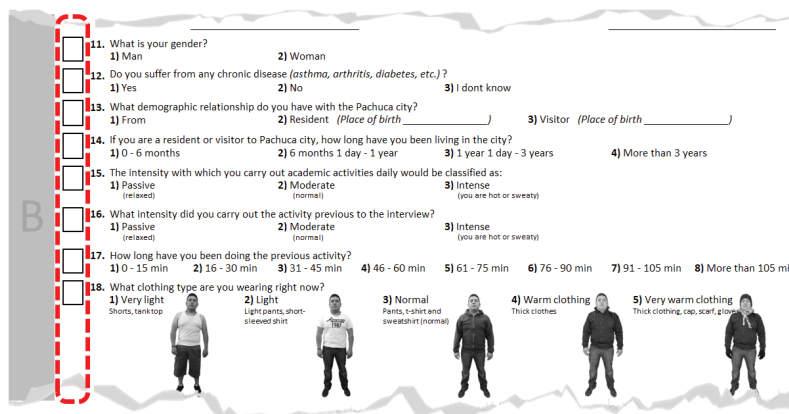 B
11. What is your gender?
1) Man 2) Woman
12. Do you suffer from any chronic disease (asthma, arthritis, diabetes, etc.) ?
1) Yes 2) No 3) I dont know
13. What demographic relationship do you have with the Pachuca city?
1) From 2) Resident (Place of birth ________________) 3) Visitor (Place of birth ________________)
14. If you are a resident or visitor to Pachuca city, how long have you been living in the city?
1) 0 - 6 months 2) 6 months 1 day - 1 year 3) 1 year 1 day - 3 years 4) More than 3 years
15. The intensity with which you carry out academic activities daily would be classified as:
1) Passive 2) Moderate 3) Intense
(relaxed) (normal) (you are hot or sweaty)
16. What intensity did you carry out the activity previous to the interview?
1) Passive 2) Moderate 3) Intense
(relaxed) (normal) (you are hot or sweaty)
17. How long have you been doing the previous activity?
1) 0 - 15 min 2) 16 - 30 min 3) 31 - 45 min 4) 46 - 60 min 5) 61 - 75 min 6) 76 - 90 min 7) 91 - 105 min 8) More than 105 mi
18. What clothing type are you wearing right now?
1) Very light 2) Light 3) Normal 4) Warm clothing 5) Very warm clothing
Shorts, tank top Light pants, short- Pants, t-shirt and Thick clothes Thick clothing, cap, scarf, glove
sleeved shirt sweatshirt (normal)
1987